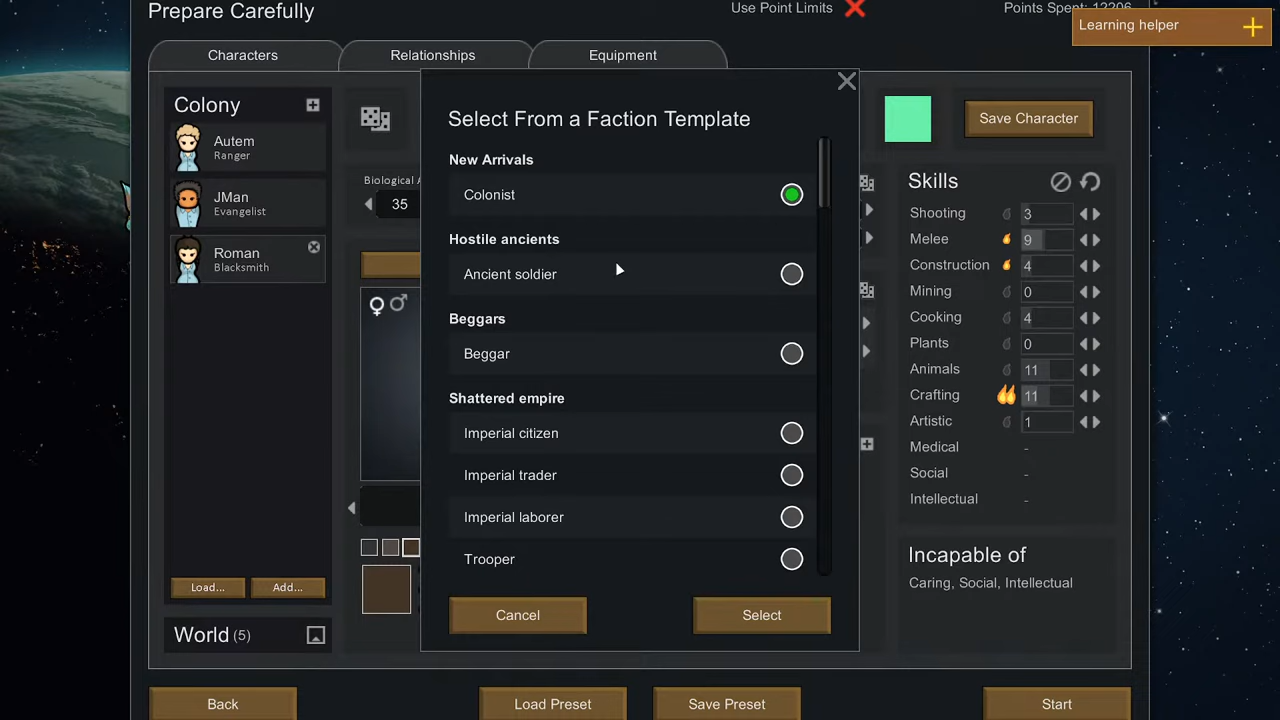 Prepare Carefully
Use Point Limits
Points Spent: 12206
Learning helper
Characters
Relationships
Equipment
Colony
Autem
Ranger
JMan
Evangelist
Roman
Blacksmith
Load...
Add...
World (5)
Biological A
35
Select From a Faction Template
New Arrivals
Colonist
Hostile ancients
Ancient soldier
Beggars
Beggar
Shattered empire
Imperial citizen
Imperial trader
Imperial laborer
Trooper
Cancel
Select
Save Character
Skills
Shooting 3
Melee 9
Construction 4
Mining 0
Cooking 4
Plants 0
Animals 11
Crafting 11
Artistic 1
Medical -
Social -
Intellectual -
Incapable of
Caring, Social, Intellectual
Back
Load Preset
Save Preset
Start